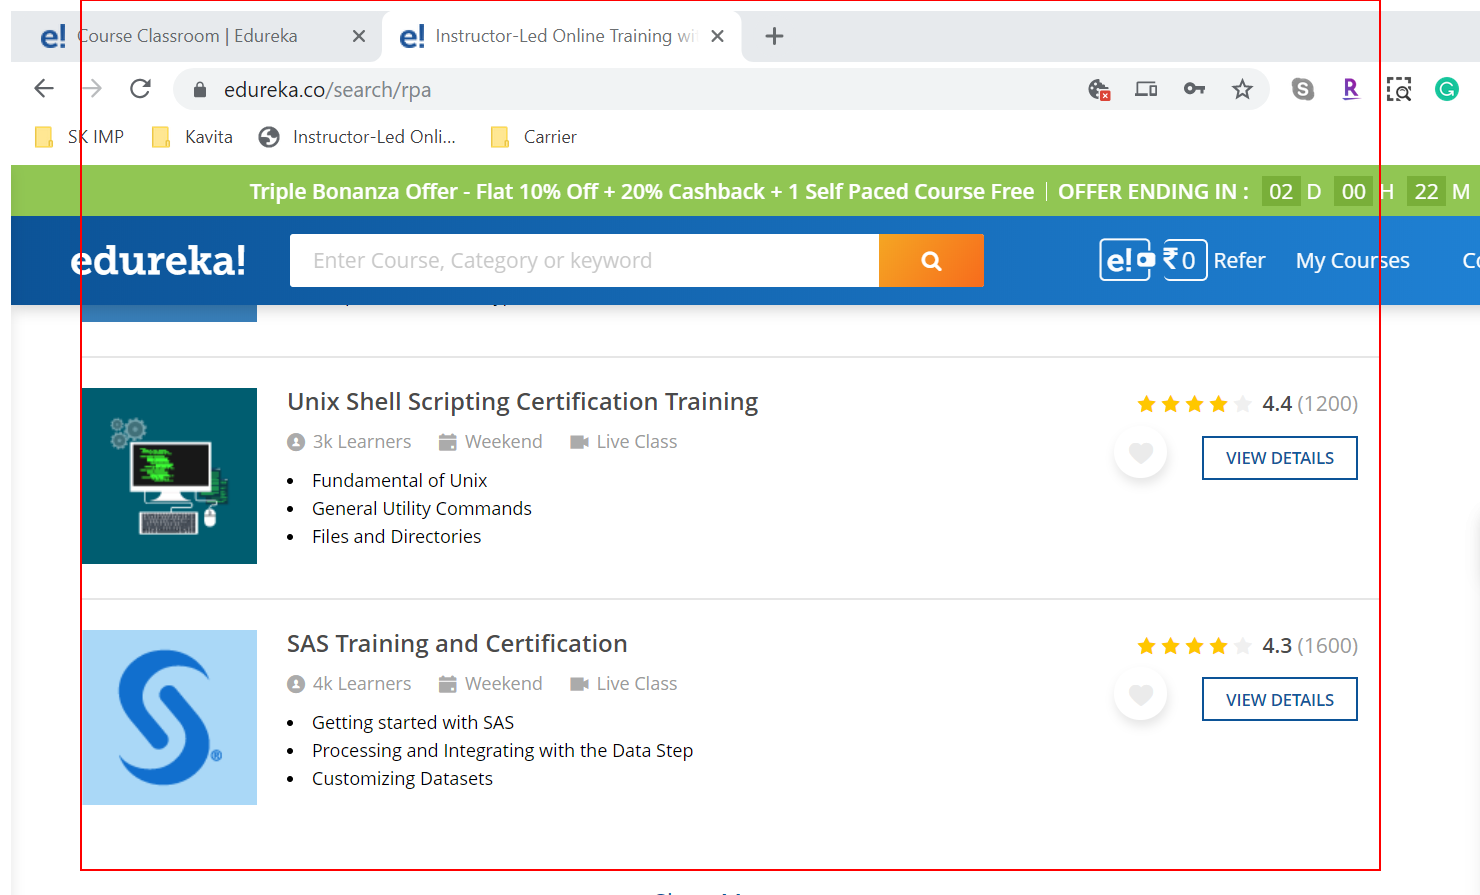 e! Course Classroom | Edureka × e! Instructor-Led Online Training wi × +
edureka.co/search/rpa S R G
SK IMP Kavita Instructor-Led Onli... Carrier
Triple Bonanza Offer - Flat 10% Off + 20% Cashback + 1 Self Paced Course Free | OFFER ENDING IN : 02 D 00 H 22 M
edureka! Enter Course, Category or keyword e! ₹ 0 Refer My Courses
Unix Shell Scripting Certification Training 4.4 (1200)
3k Learners Weekend Live Class
VIEW DETAILS
• Fundamental of Unix
• General Utility Commands
• Files and Directories
SAS Training and Certification 4.3 (1600)
4k Learners Weekend Live Class
VIEW DETAILS
• Getting started with SAS
• Processing and Integrating with the Data Step
• Customizing Datasets
S®